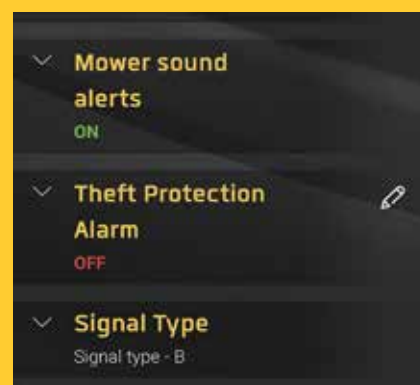 Mower sound
alerts
ON
Theft Protection
Alarm
OFF
Signal Type
Signal type - B